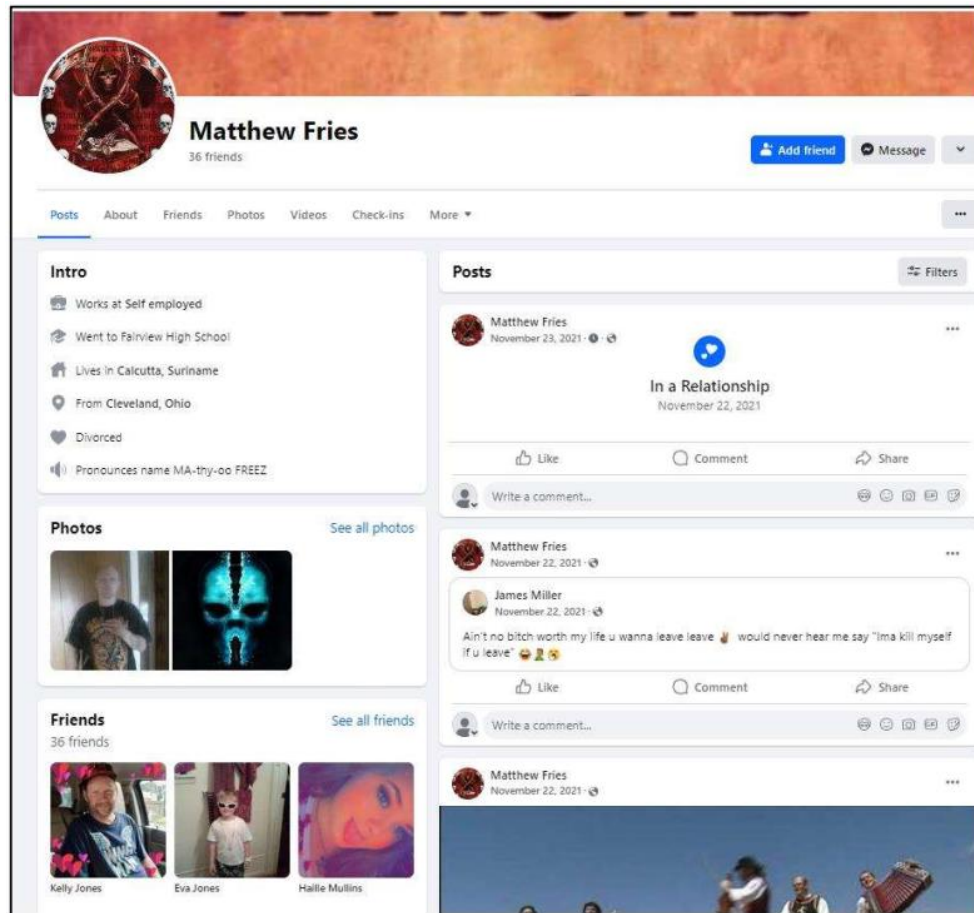 Matthew Fries
36 friends
Add friend
Message
Posts
About
Friends
Photos
Videos
Check-ins
More
Intro
Works at Self employed
Went to Fairview High School
Lives in Calcutta, Suriname
From Cleveland, Ohio
Divorced
Pronounces name MA-thy-oo FREEZ
Photos
See all photos
Friends
See all friends
36 friends
Kelly Jones
Eva Jones
Haille Mullins
Posts
Filters
Matthew Fries
November 23, 2021
In a Relationship
November 22, 2021
Like
Comment
Share
Write a comment...
Matthew Fries
November 22, 2021
James Miller
November 22, 2021
Ain't no bitch worth my life u wanna leave leave ✌ would never hear me say "Ima kill myself
if u leave"
Like
Comment
Share
Write a comment...
Matthew Fries
November 22, 2021